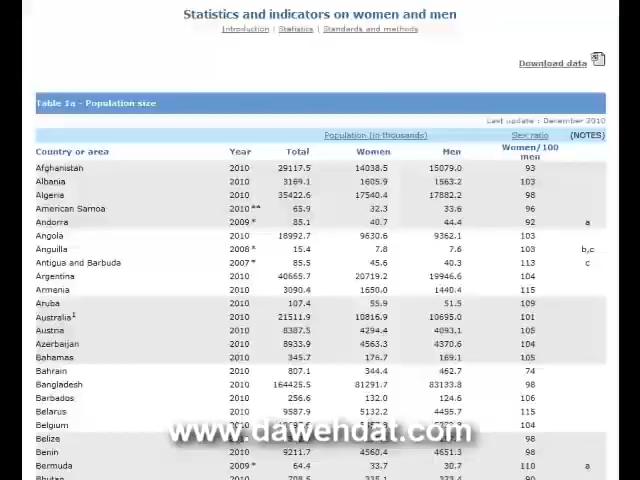 Statistics and indicators on women and men
Introduction | Statistics | Standards and methods
Download data
Table 1a - Population size
Last update : December 2010
Population (in thousands) Sex ratio (NOTES)
Country or area Year Total Women Men Women/100 men
Afghanistan 2010 29117.5 14038.5 15079.0 93
Albania 2010 3169.1 1605.9 1563.2 103
Algeria 2010 35422.6 17540.4 17882.2 98
American Samoa 2010** 65.9 32.3 33.6 96
Andorra 2009 * 85.1 40.7 44.4 92 a
Angola 2010 18992.7 9630.6 9362.1 103
Anguilla 2008 * 15.4 7.8 7.6 103 b,c
Antigua and Barbuda 2007 * 85.5 45.6 40.3 113 c
Argentina 2010 40665.7 20719.2 19946.6 104
Armenia 2010 3090.4 1650.0 1440.4 115
Aruba 2010 107.4 55.9 51.5 109
Australia¹ 2010 21511.9 10816.9 10695.0 101
Austria 2010 8387.5 4294.4 4093.1 105
Azerbaijan 2010 8933.9 4563.3 4370.6 104
Bahamas 2010 345.7 176.7 169.1 105
Bahrain 2010 807.1 344.4 462.7 74
Bangladesh 2010 164425.5 81291.7 83133.8 98
Barbados 2010 256.6 132.0 124.6 106
Belarus 2010 9587.9 5132.2 4455.7 115
Belgium 2010 104
www.dawehdat.com
Belize 2010 98
Benin 2010 9211.7 4560.4 4651.3 98
Bermuda 2009 * 64.4 33.7 30.7 110 a
Bhutan 2010 708.5 335.1 373.4 90